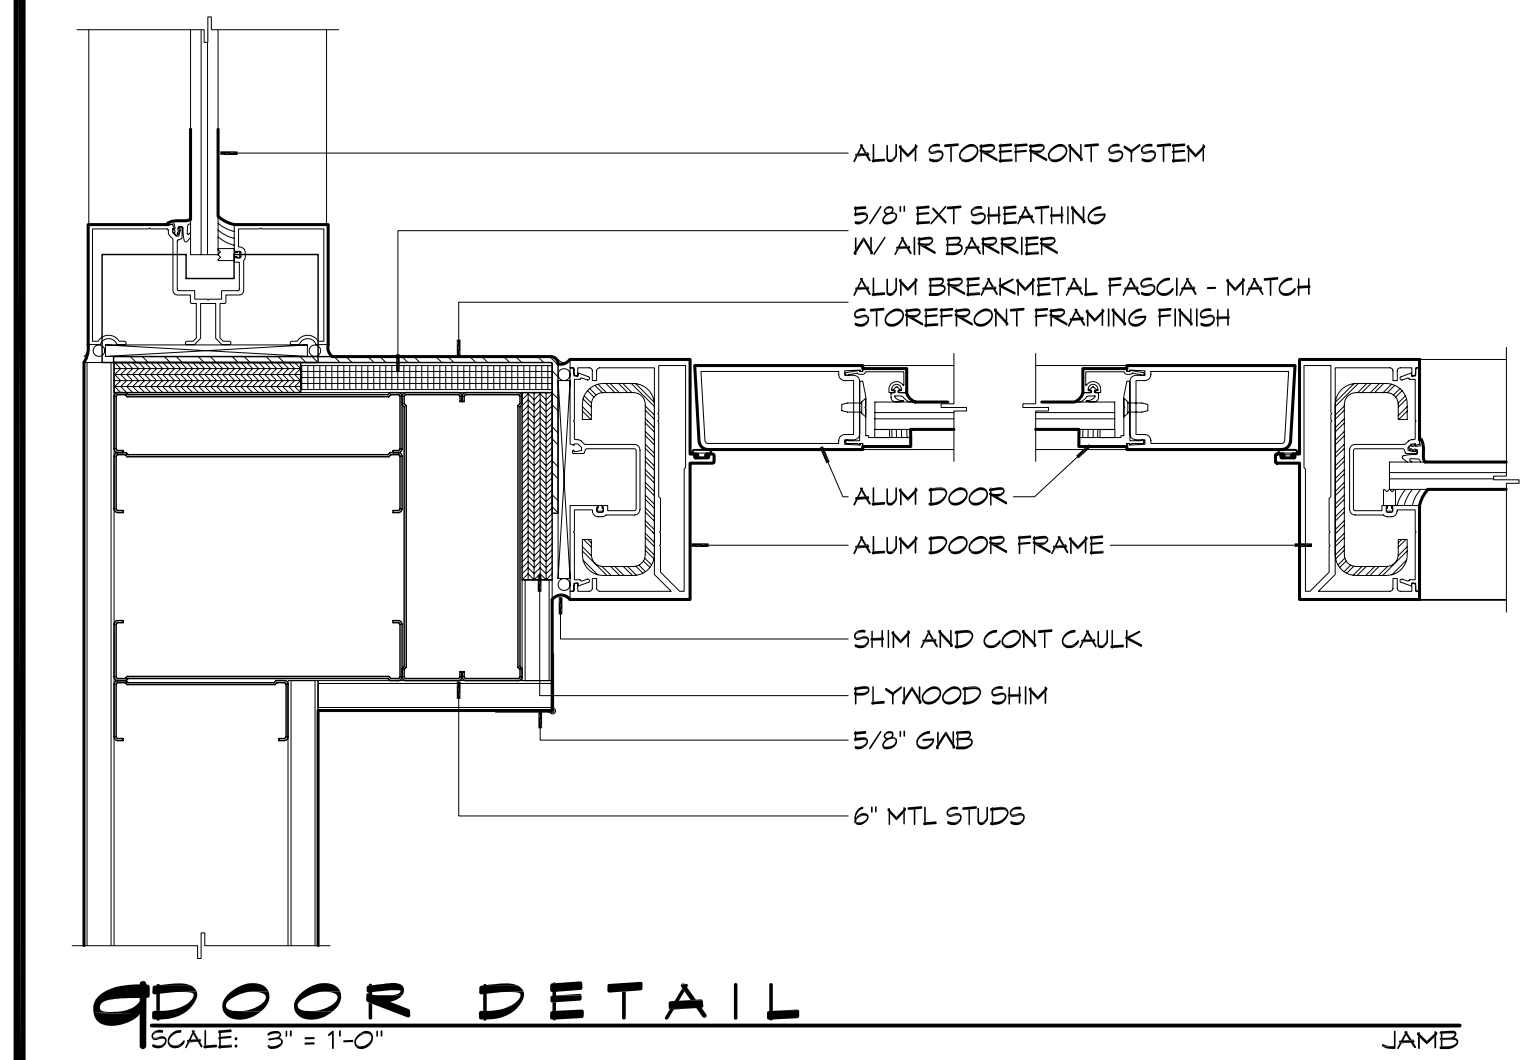 ALUM STOREFRONT SYSTEM
5/8" EXT SHEATHING
W/ AIR BARRIER
ALUM BREAKMETAL FASCIA - MATCH
STOREFRONT FRAMING FINISH
ALUM DOOR
ALUM DOOR FRAME
SHIM AND CONT CAULK
PLYWOOD SHIM
5/8" GWB
6" MTL STUDS
9 DOOR DETAIL
SCALE: 3" = 1'-0"
JAMB